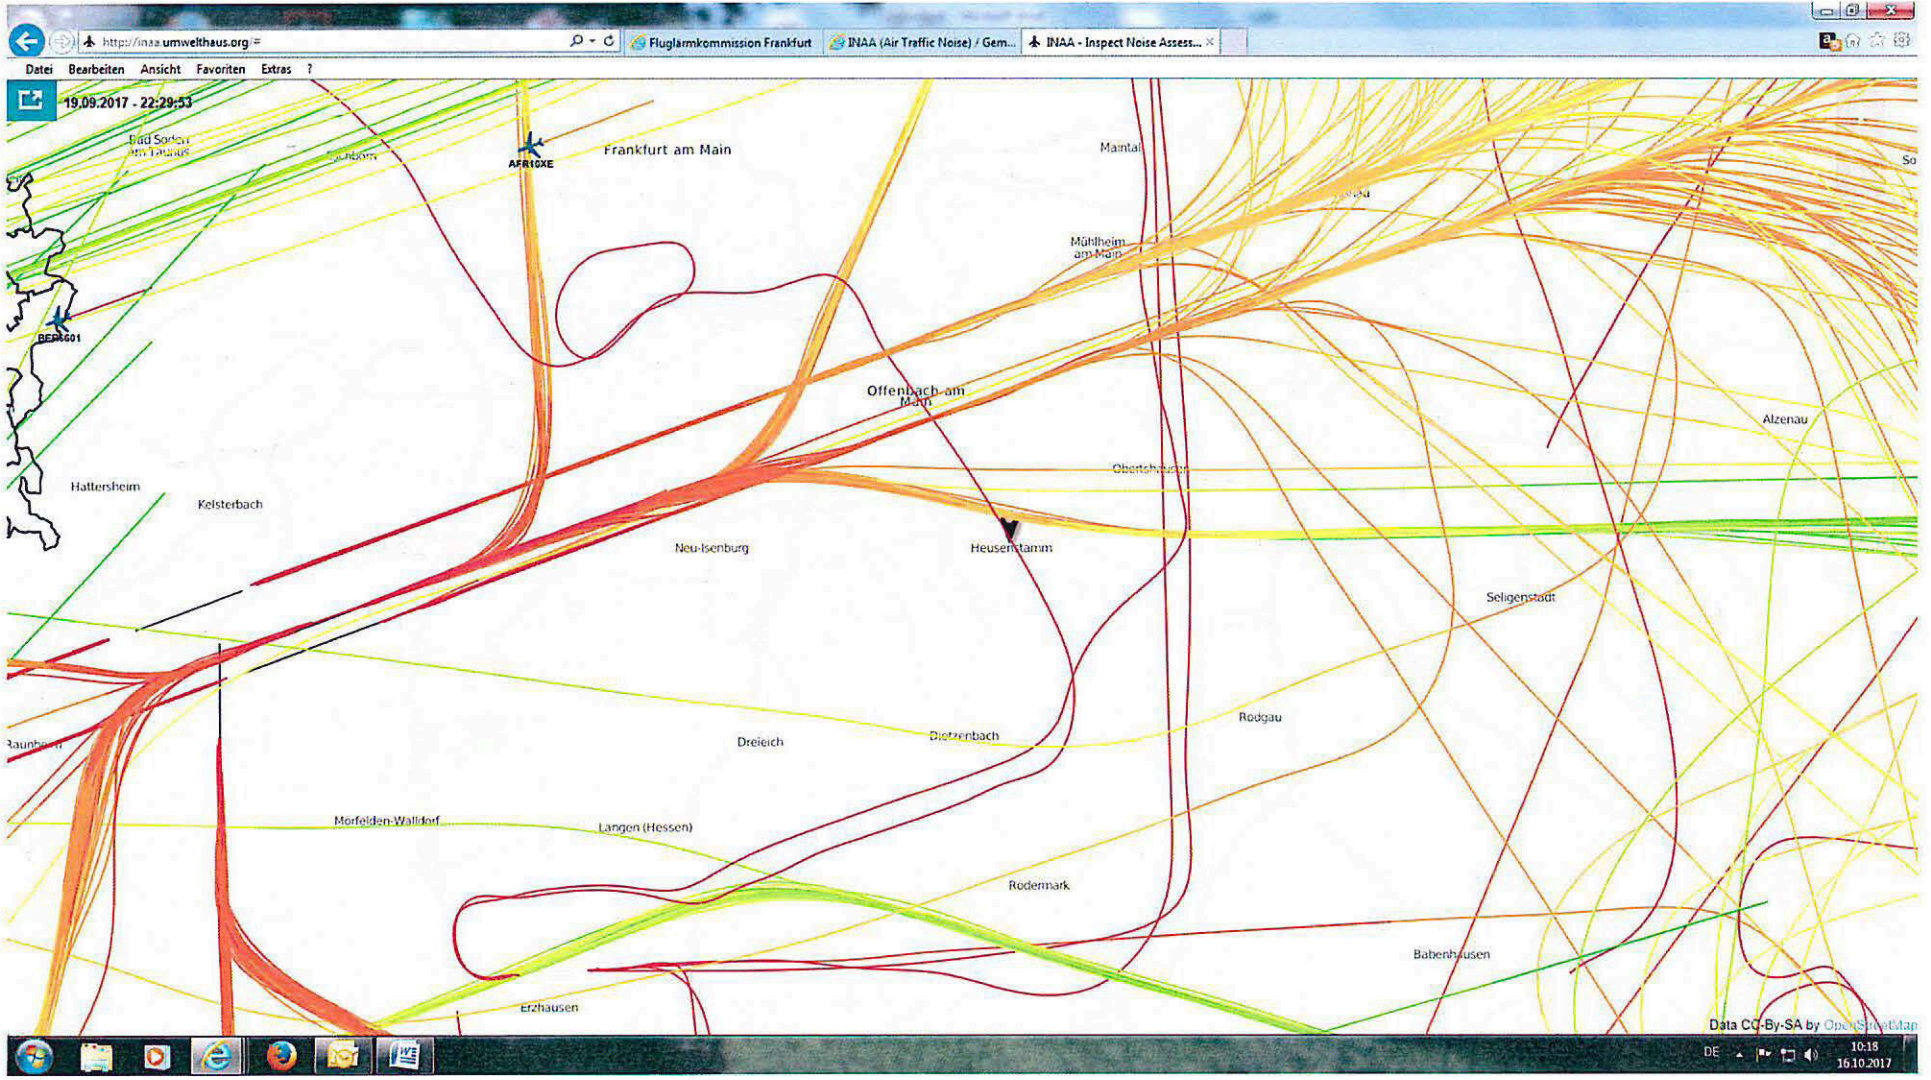 http://inaa.umwelthaus.org/#
Fluglärmkommission Frankfurt
INAA (Air Traffic Noise) / Gem...
INAA - Inspect Noise Assess...
Datei Bearbeiten Ansicht Favoriten Extras ?
19.09.2017 - 22:29:53
Bad Soden
am Taunus
Frankfurt am Main
Maintal
AFR10XE
So
Mühlheim
am Main
Offenbach am
Main
Alzenau
Obertshausen
Hattersheim
Kelsterbach
Neu-Isenburg
Heusenstamm
Seligenstadt
Rodgau
Dreieich
Dietzenbach
Mörfelden-Walldorf
Langen (Hessen)
Rödermark
Babenhausen
Erzhausen
Data CC-By-SA by OpenStreetMap
DE
10:18
16.10.2017